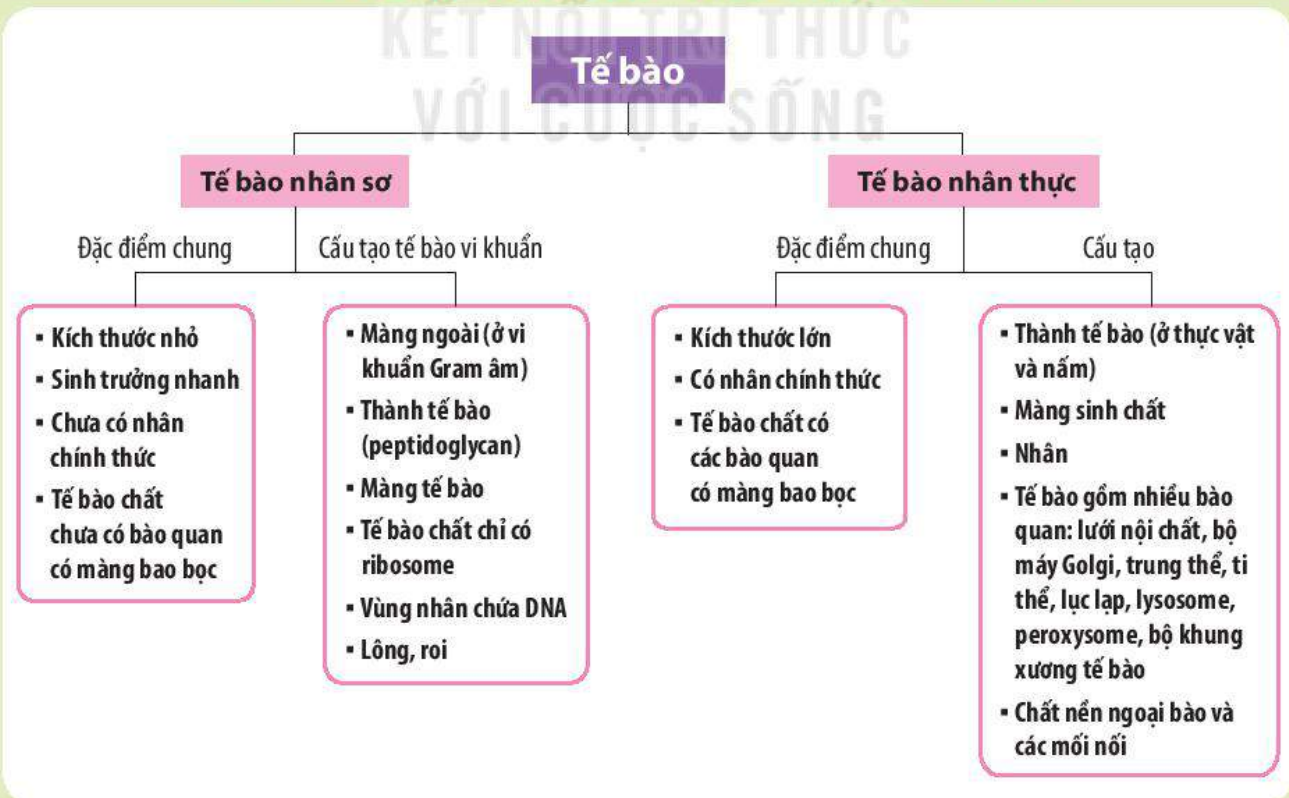 KẾT NỐI TRI THỨC
VỚI CUỘC SỐNG
Tế bào
Tế bào nhân sơ
Tế bào nhân thực
Đặc điểm chung
Cấu tạo tế bào vi khuẩn
Đặc điểm chung
Cấu tạo
▪ Kích thước nhỏ
▪ Sinh trưởng nhanh
▪ Chưa có nhân
chính thức
▪ Tế bào chất
chưa có bào quan
có màng bao bọc
▪ Màng ngoài (ở vi
khuẩn Gram âm)
▪ Thành tế bào
(peptidoglycan)
▪ Màng tế bào
▪ Tế bào chất chỉ có
ribosome
▪ Vùng nhân chứa DNA
▪ Lông, roi
▪ Kích thước lớn
▪ Có nhân chính thức
▪ Tế bào chất có
các bào quan
có màng bao bọc
▪ Thành tế bào (ở thực vật
và nấm)
▪ Màng sinh chất
▪ Nhân
▪ Tế bào gồm nhiều bào
quan: lưới nội chất, bộ
máy Golgi, trung thể, ti
thể, lục lạp, lysosome,
peroxysome, bộ khung
xương tế bào
▪ Chất nền ngoại bào và
các mối nối